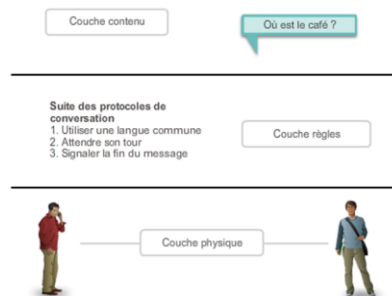 Couche contenu
Où est le café ?
Suite des protocoles de
conversation
1. Utiliser une langue commune
2. Attendre son tour
3. Signaler la fin du message
Couche règles
Couche physique